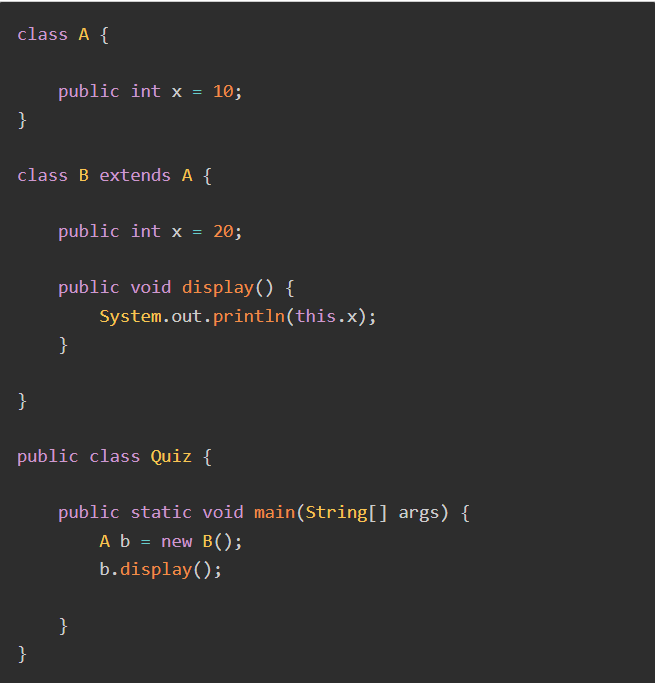 class A {
    public int x = 10;
}
class B extends A {
    public int x = 20;
    public void display() {
        System.out.println(this.x);
    }
}
public class Quiz {
    public static void main(String[] args) {
        A b = new B();
        b.display();
    }
}